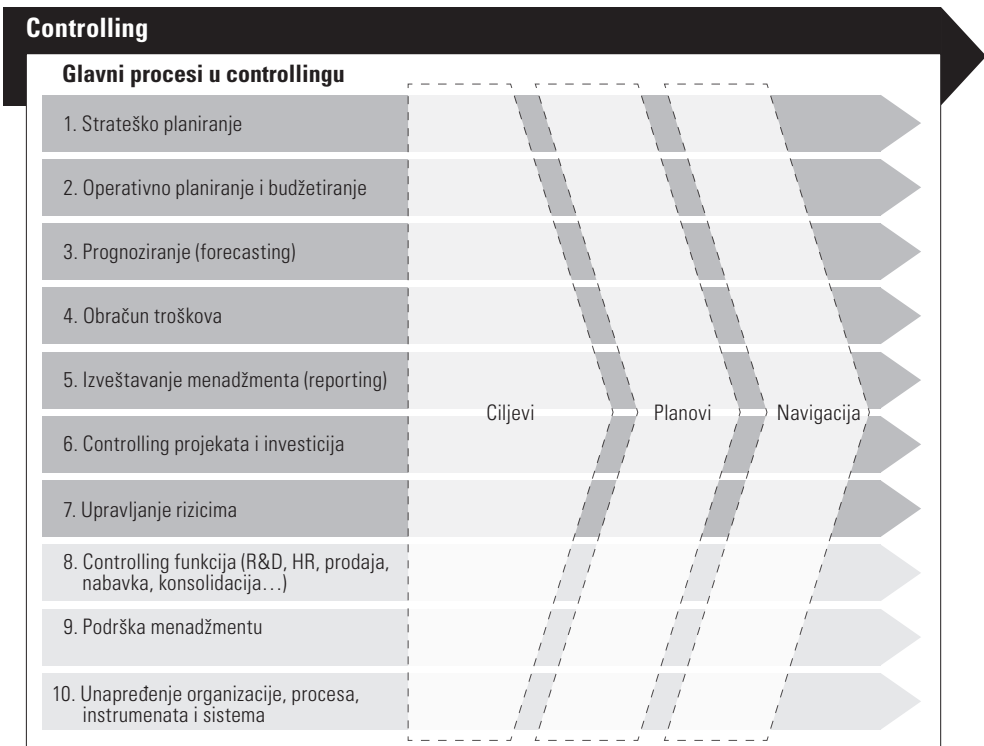 Controlling
Glavni procesi u controllingu
1. Strateško planiranje
2. Operativno planiranje i budžetiranje
3. Prognoziranje (forecasting)
4. Obračun troškova
5. Izveštavanje menadžmenta (reporting)
Ciljevi
Planovi
Navigacija
6. Controlling projekata i investicija
7. Upravljanje rizicima
8. Controlling funkcija (R&D, HR, prodaja,
nabavka, konsolidacija…)
9. Podrška menadžmentu
10. Unapređenje organizacije, procesa,
instrumenata i sistema